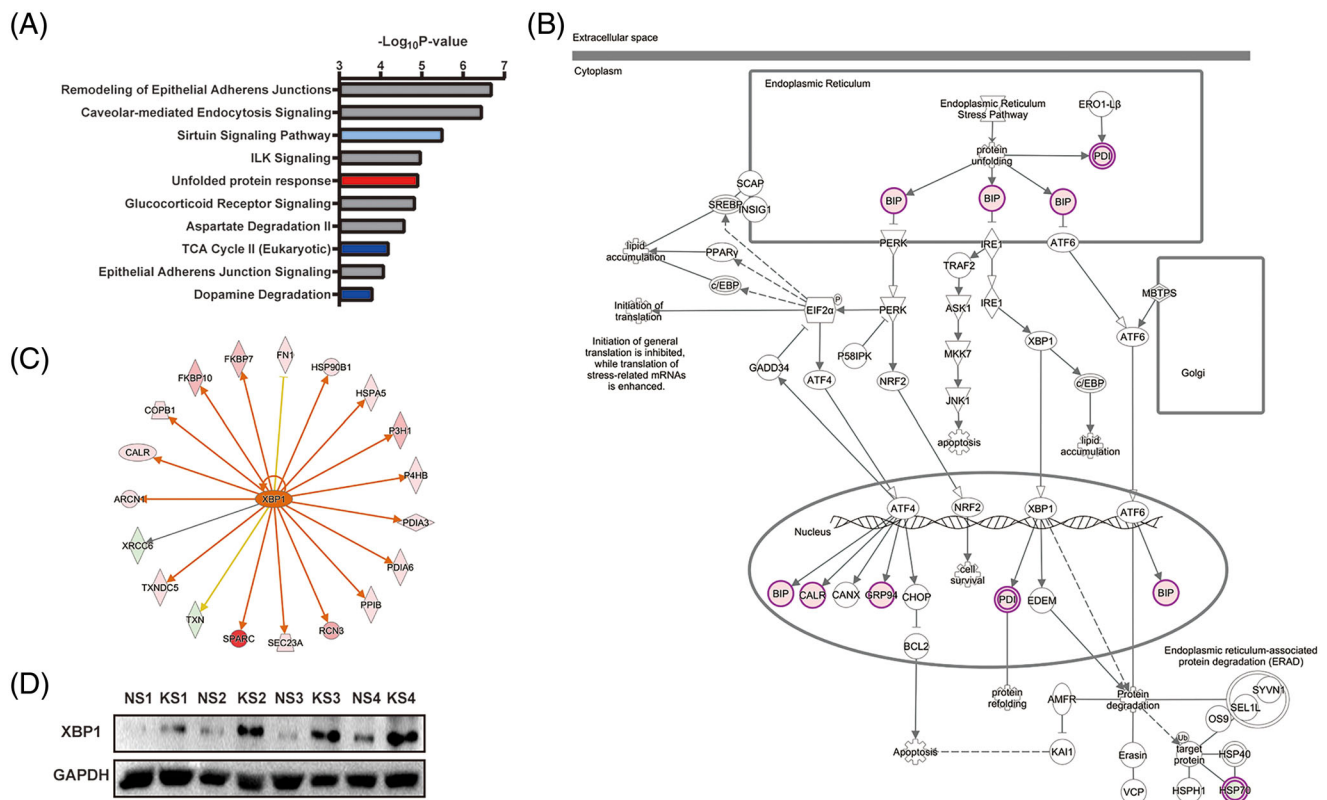 (A)
-Log10P-value
3 4 5 6 7
Remodeling of Epithelial Adherens Junctions
Caveolar-mediated Endocytosis Signaling
Sirtuin Signaling Pathway
ILK Signaling
Unfolded protein response
Glucocorticoid Receptor Signaling
Aspartate Degradation II
TCA Cycle II (Eukaryotic)
Epithelial Adherens Junction Signaling
Dopamine Degradation
(B)
Extracellular space
Cytoplasm
Endoplasmic Reticulum
Endoplasmic Reticulum
Stress Pathway
ERO1-Lβ
protein
unfolding
PDI
SCAP
SREBP
INSIG1
BIP
BIP
BIP
lipid
accumulation
PPARγ
c/EBP
PERK
IRE1
ATF6
TRAF2
MBTPS
Initiation of
translation
EIF2α
P
PERK
ASK1
IRE1
Initiation of general
translation is inhibited,
while translation of
stress-related mRNAs
is enhanced.
GADD34
P58IPK
MKK7
XBP1
ATF6
ATF4
NRF2
JNK1
c/EBP
Golgi
apoptosis
lipid
accumulation
Nucleus
ATF4
NRF2
XBP1
ATF6
cell
survival
BIP
CALR
CANX
GRP94
CHOP
PDI
EDEM
BIP
BCL2
Endoplasmic reticulum-associated
protein degradation (ERAD)
protein
refolding
AMFR
Protein
degradation
SYVN1
SEL1L
OS9
Apoptosis
KAI1
Erasin
Ub
target
protein
HSP40
VCP
HSPH1
HSP70
(C)
FN1
FKBP7
HSP90B1
FKBP10
HSPA5
COPB1
P3H1
CALR
P4HB
ARCN1
XBP1
PDIA3
XRCC6
PDIA6
TXNDC5
PPIB
TXN
RCN3
SPARC
SEC23A
(D)
NS1 KS1 NS2 KS2 NS3 KS3 NS4 KS4
XBP1
GAPDH